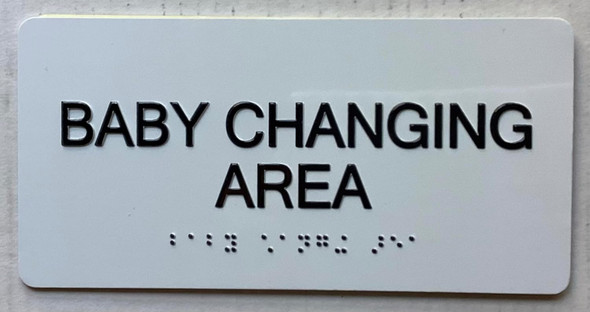 BABY CHANGING
AREA
⠃⠁⠃⠽ ⠡⠁⠝⠛⠬ ⠜⠑⠁